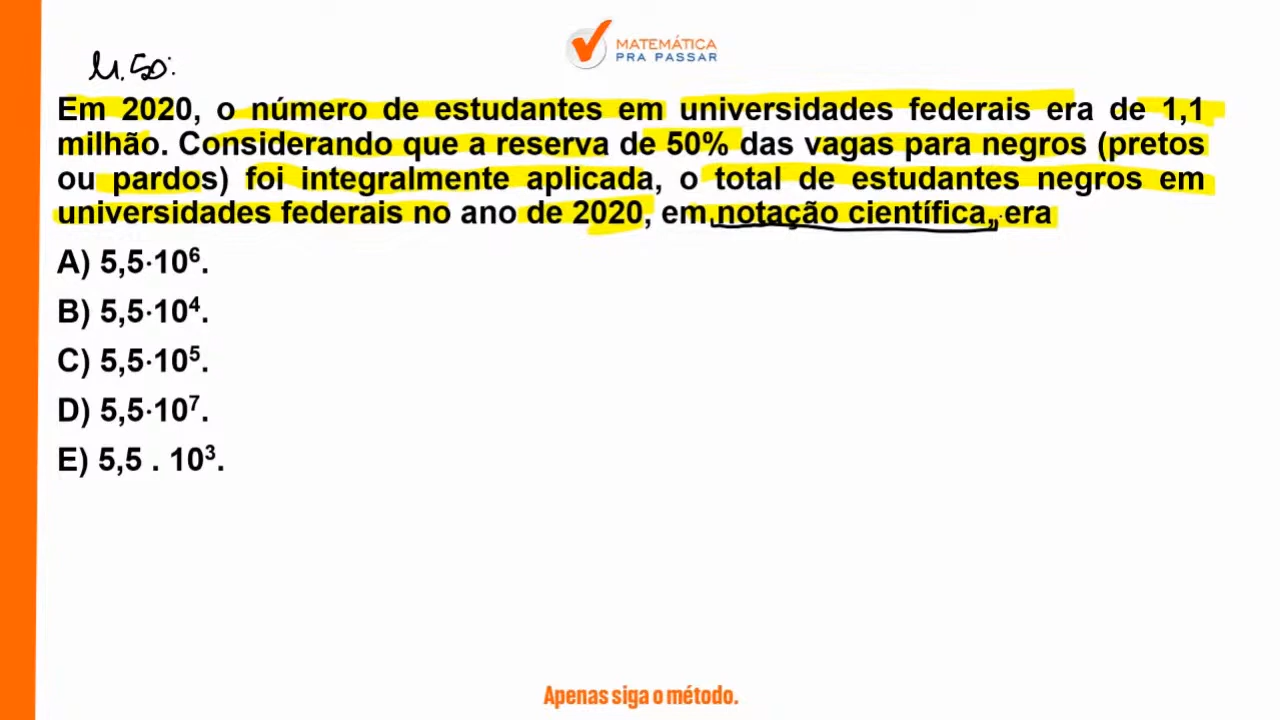 MATEMÁTICA
PRA PASSAR
Em 2020, o número de estudantes em universidades federais era de 1,1
milhão. Considerando que a reserva de 50% das vagas para negros (pretos
ou pardos) foi integralmente aplicada, o total de estudantes negros em
universidades federais no ano de 2020, em notação científica, era
A) 5,5·10⁶.
B) 5,5·10⁴.
C) 5,5·10⁵.
D) 5,5·10⁷.
E) 5,5 . 10³.
Apenas siga o método.